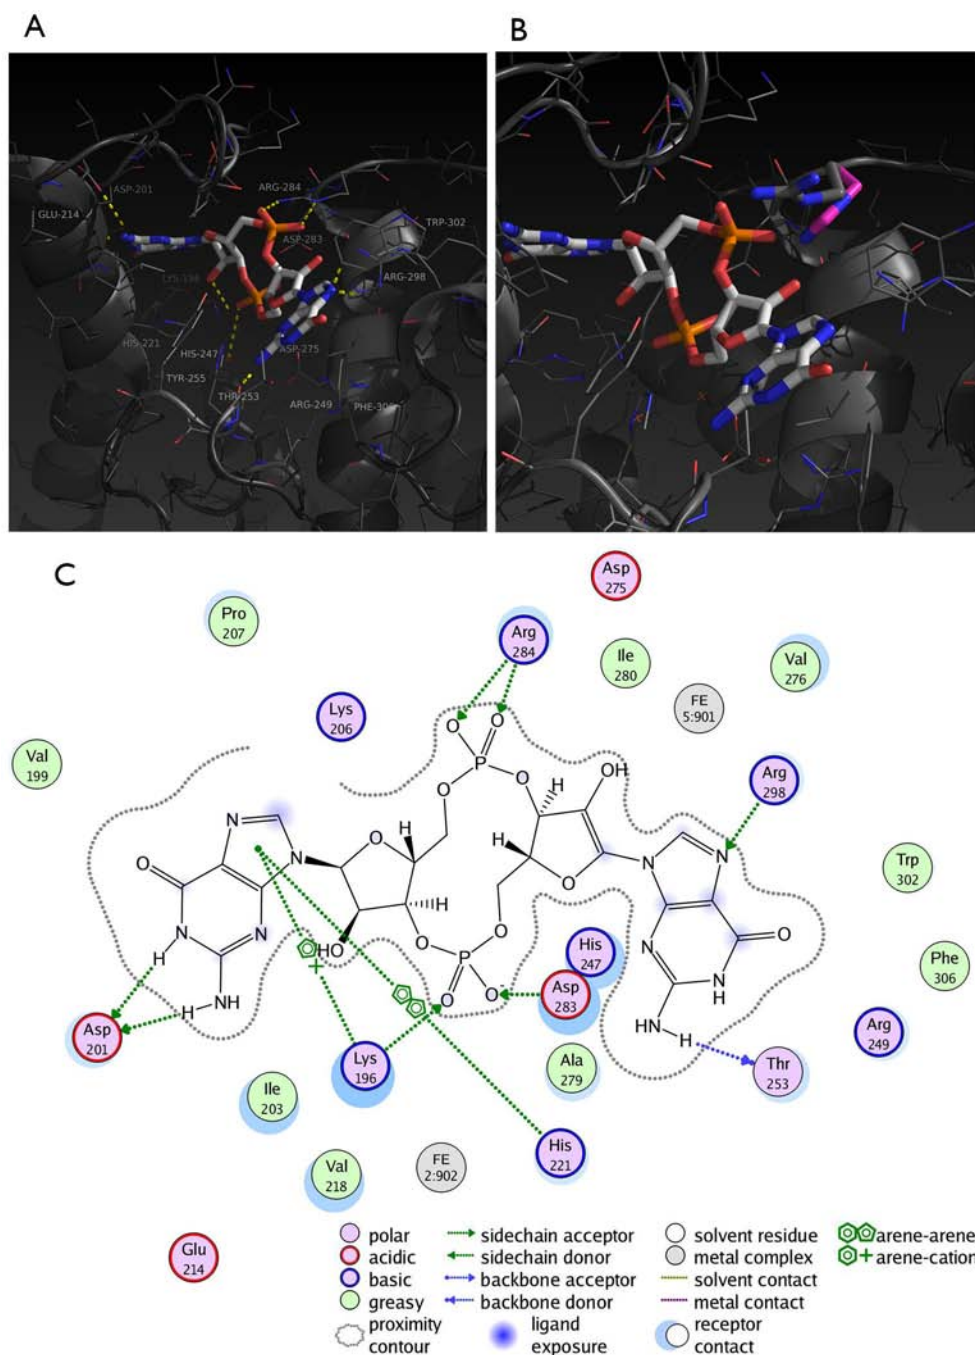 A
B
ASP-201
ARG-284
GLU-214
TRP-302
ASP-283
LYS-196
ARG-298
HIS-221
HIS-247
ASP-275
TYR-255
THR-253
ARG-249
C
Asp
275
Pro
207
Arg
284
Ile
280
Val
276
Lys
206
FE
5:901
Val
199
Arg
298
N
N
O
N
N
H
N
NH
H
HO
O
H
H
O
O
O
P
O
O
P
O
O
H
H
O
OH
N
N
N
NH
O
HN
H
Trp
302
His
247
Phe
306
Asp
283
Asp
201
Arg
249
Lys
196
Ala
279
Thr
253
Ile
203
His
221
Val
218
FE
2:902
Glu
214
polar
acidic
basic
greasy
proximity
contour
sidechain acceptor
sidechain donor
backbone acceptor
backbone donor
ligand
exposure
solvent residue
metal complex
solvent contact
metal contact
receptor
contact
arene-arene
arene-cation